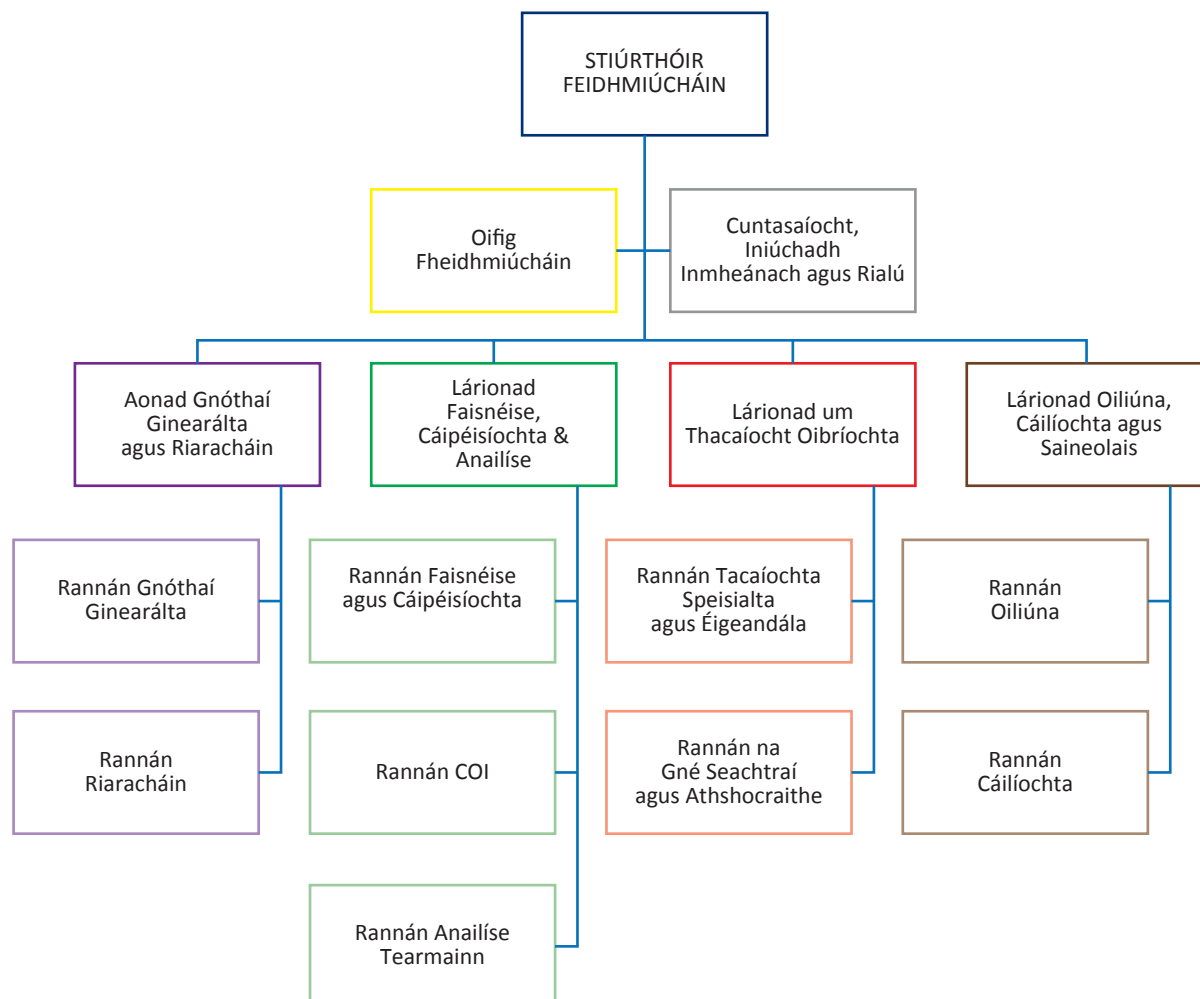 STIÚRTHÓIR
FEIDHMIÚCHÁIN
Oifig
Fheidhmiúcháin
Cuntasaíocht,
Iniúchadh
Inmheánach agus Rialú
Aonad Gnóthaí
Ginearálta
agus Riaracháin
Lárionad
Faisnéise,
Cáipéisíochta &
Anailíse
Lárionad um
Thacaíocht Oibríochta
Lárionad Oiliúna,
Cáilíochta agus
Saineolais
Rannán Gnóthaí
Ginearálta
Rannán Faisnéise
agus Cáipéisíochta
Rannán Tacaíochta
Speisialta
agus Éigeandála
Rannán
Oiliúna
Rannán
Riaracháin
Rannán COI
Rannán na
Gné Seachtraí
agus Athshocraithe
Rannán
Cáilíochta
Rannán Anailíse
Tearmainn